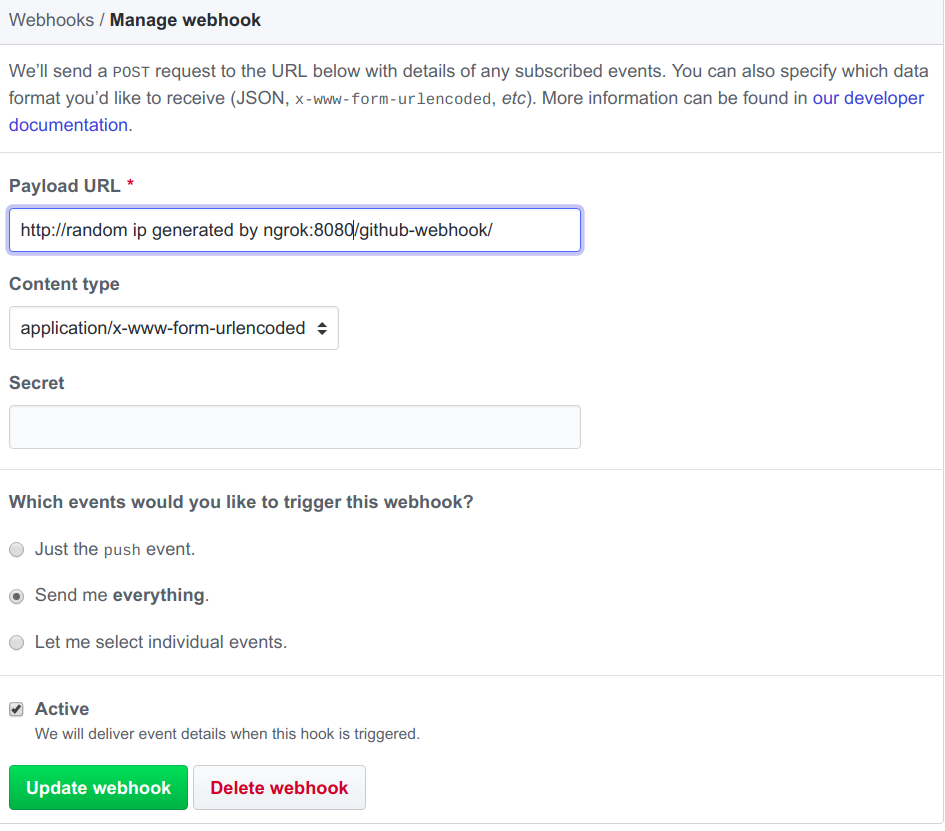 Webhooks / Manage webhook
We’ll send a POST request to the URL below with details of any subscribed events. You can also specify which data
format you’d like to receive (JSON, x-www-form-urlencoded, etc). More information can be found in our developer
documentation.
Payload URL *
http://random ip generated by ngrok:8080/github-webhook/
Content type
application/x-www-form-urlencoded
Secret
Which events would you like to trigger this webhook?
Just the push event.
Send me everything.
Let me select individual events.
Active
We will deliver event details when this hook is triggered.
Update webhook Delete webhook